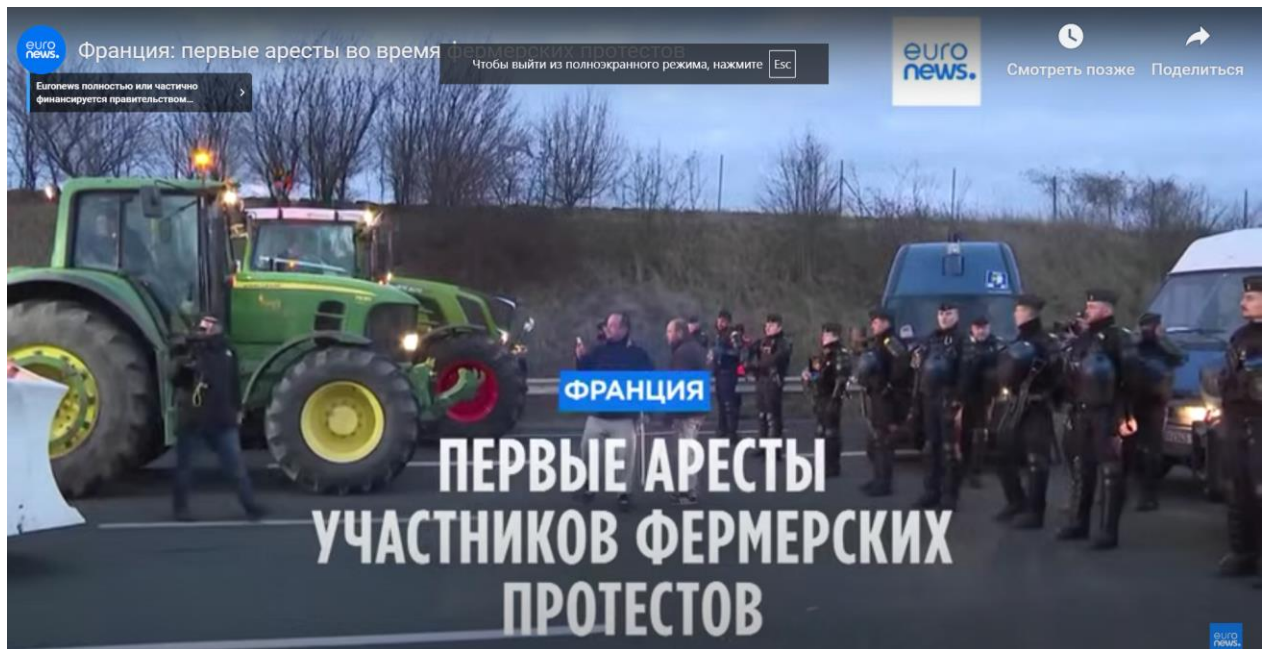 euro
news.
Франция: первые аресты во время фермерских протестов
Чтобы выйти из полноэкранного режима, нажмите Esc
euro
news.
Смотреть позже
Поделиться
Euronews полностью или частично
финансируется правительством...
ФРАНЦИЯ
ПЕРВЫЕ АРЕСТЫ
УЧАСТНИКОВ ФЕРМЕРСКИХ
ПРОТЕСТОВ
euro
news.